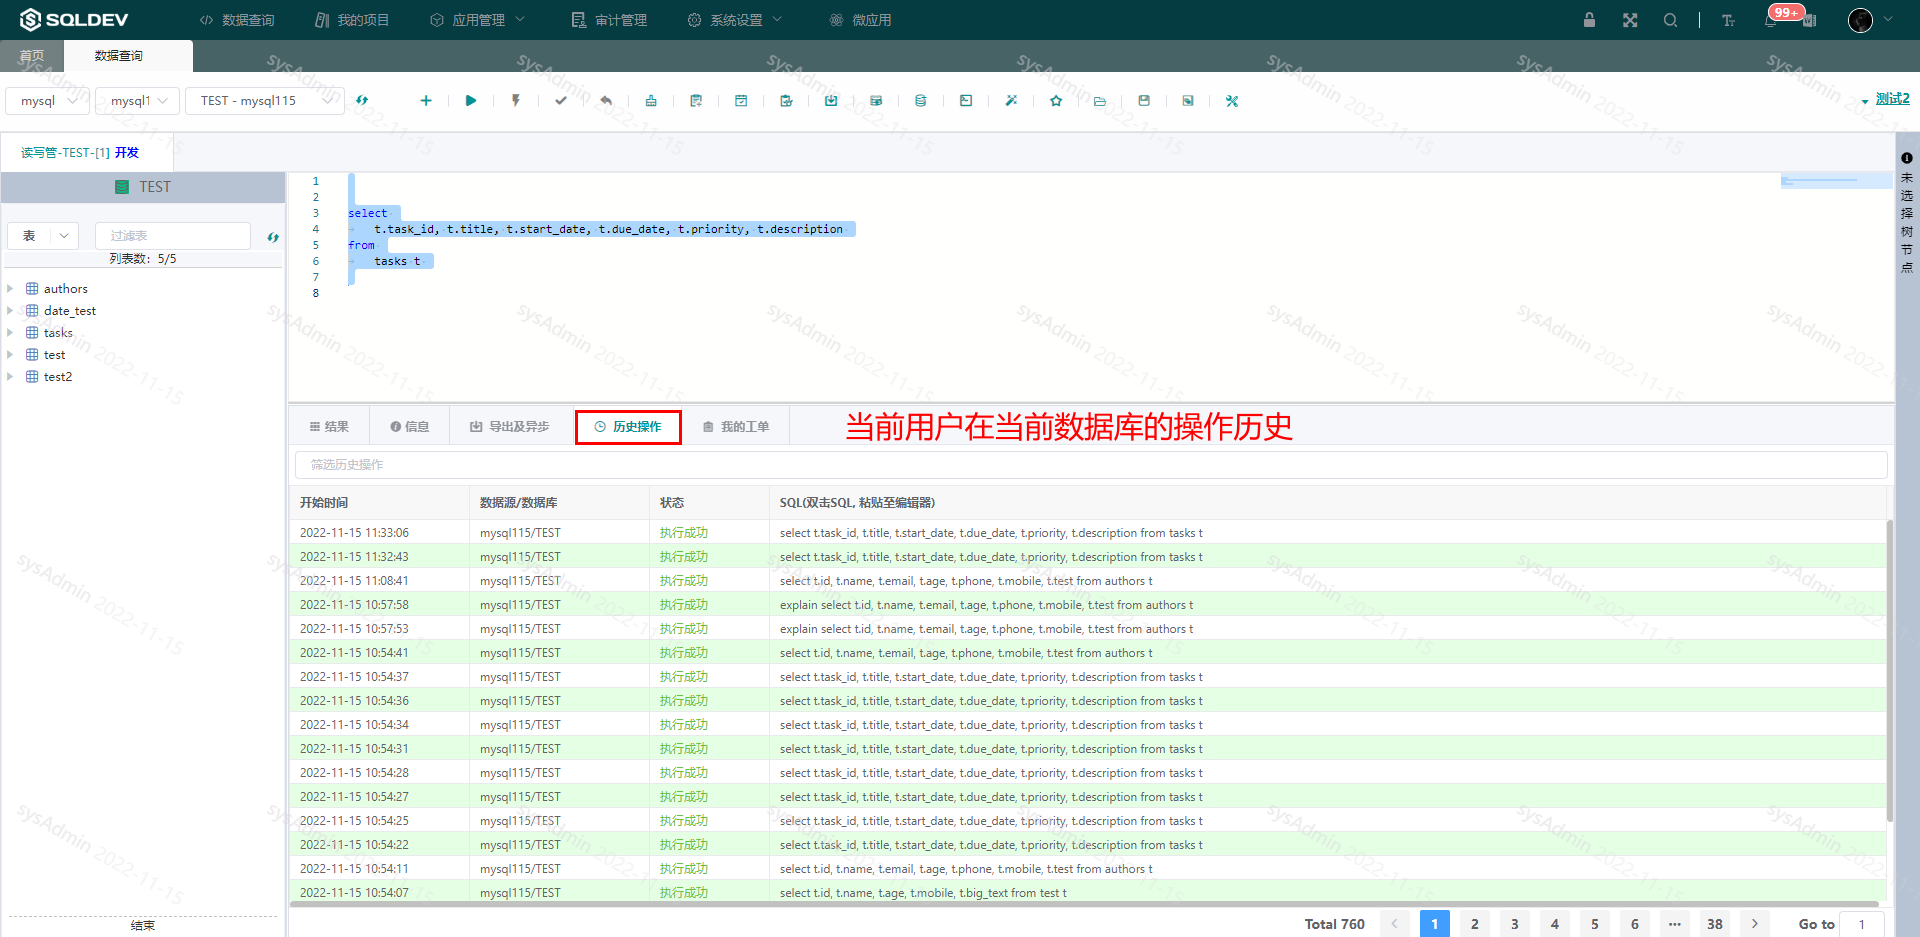 SQLDEV 数据查询 我的项目 应用管理 审计管理 系统设置 微应用 99+
首页 数据查询
mysql mysql1 TEST - mysql115 测试2
读写管-TEST-[1] 开发
TEST
表 过滤表
列表数：5/5
authors
date_test
tasks
test
test2
结束
1
2
3 select
4 t.task_id, t.title, t.start_date, t.due_date, t.priority, t.description
5 from
6 tasks t
7
8
未选择树节点
结果 信息 导出及异步 历史操作 我的工单 当前用户在当前数据库的操作历史
筛选历史操作
开始时间 数据源/数据库 状态 SQL(双击SQL, 粘贴至编辑器)
2022-11-15 11:33:06 mysql115/TEST 执行成功 select t.task_id, t.title, t.start_date, t.due_date, t.priority, t.description from tasks t
2022-11-15 11:32:43 mysql115/TEST 执行成功 select t.task_id, t.title, t.start_date, t.due_date, t.priority, t.description from tasks t
2022-11-15 11:08:41 mysql115/TEST 执行成功 select t.id, t.name, t.email, t.age, t.phone, t.mobile, t.test from authors t
2022-11-15 10:57:58 mysql115/TEST 执行成功 explain select t.id, t.name, t.email, t.age, t.phone, t.mobile, t.test from authors t
2022-11-15 10:57:53 mysql115/TEST 执行成功 explain select t.id, t.name, t.email, t.age, t.phone, t.mobile, t.test from authors t
2022-11-15 10:54:41 mysql115/TEST 执行成功 select t.id, t.name, t.email, t.age, t.phone, t.mobile, t.test from authors t
2022-11-15 10:54:37 mysql115/TEST 执行成功 select t.task_id, t.title, t.start_date, t.due_date, t.priority, t.description from tasks t
2022-11-15 10:54:36 mysql115/TEST 执行成功 select t.task_id, t.title, t.start_date, t.due_date, t.priority, t.description from tasks t
2022-11-15 10:54:34 mysql115/TEST 执行成功 select t.task_id, t.title, t.start_date, t.due_date, t.priority, t.description from tasks t
2022-11-15 10:54:31 mysql115/TEST 执行成功 select t.task_id, t.title, t.start_date, t.due_date, t.priority, t.description from tasks t
2022-11-15 10:54:28 mysql115/TEST 执行成功 select t.task_id, t.title, t.start_date, t.due_date, t.priority, t.description from tasks t
2022-11-15 10:54:27 mysql115/TEST 执行成功 select t.task_id, t.title, t.start_date, t.due_date, t.priority, t.description from tasks t
2022-11-15 10:54:25 mysql115/TEST 执行成功 select t.task_id, t.title, t.start_date, t.due_date, t.priority, t.description from tasks t
2022-11-15 10:54:22 mysql115/TEST 执行成功 select t.task_id, t.title, t.start_date, t.due_date, t.priority, t.description from tasks t
2022-11-15 10:54:11 mysql115/TEST 执行成功 select t.id, t.name, t.email, t.age, t.phone, t.mobile, t.test from authors t
2022-11-15 10:54:07 mysql115/TEST 执行成功 select t.id, t.name, t.age, t.mobile, t.big_text from test t
Total 760 1 2 3 4 5 6 ... 38 Go to 1
sysAdmin 2022-11-15